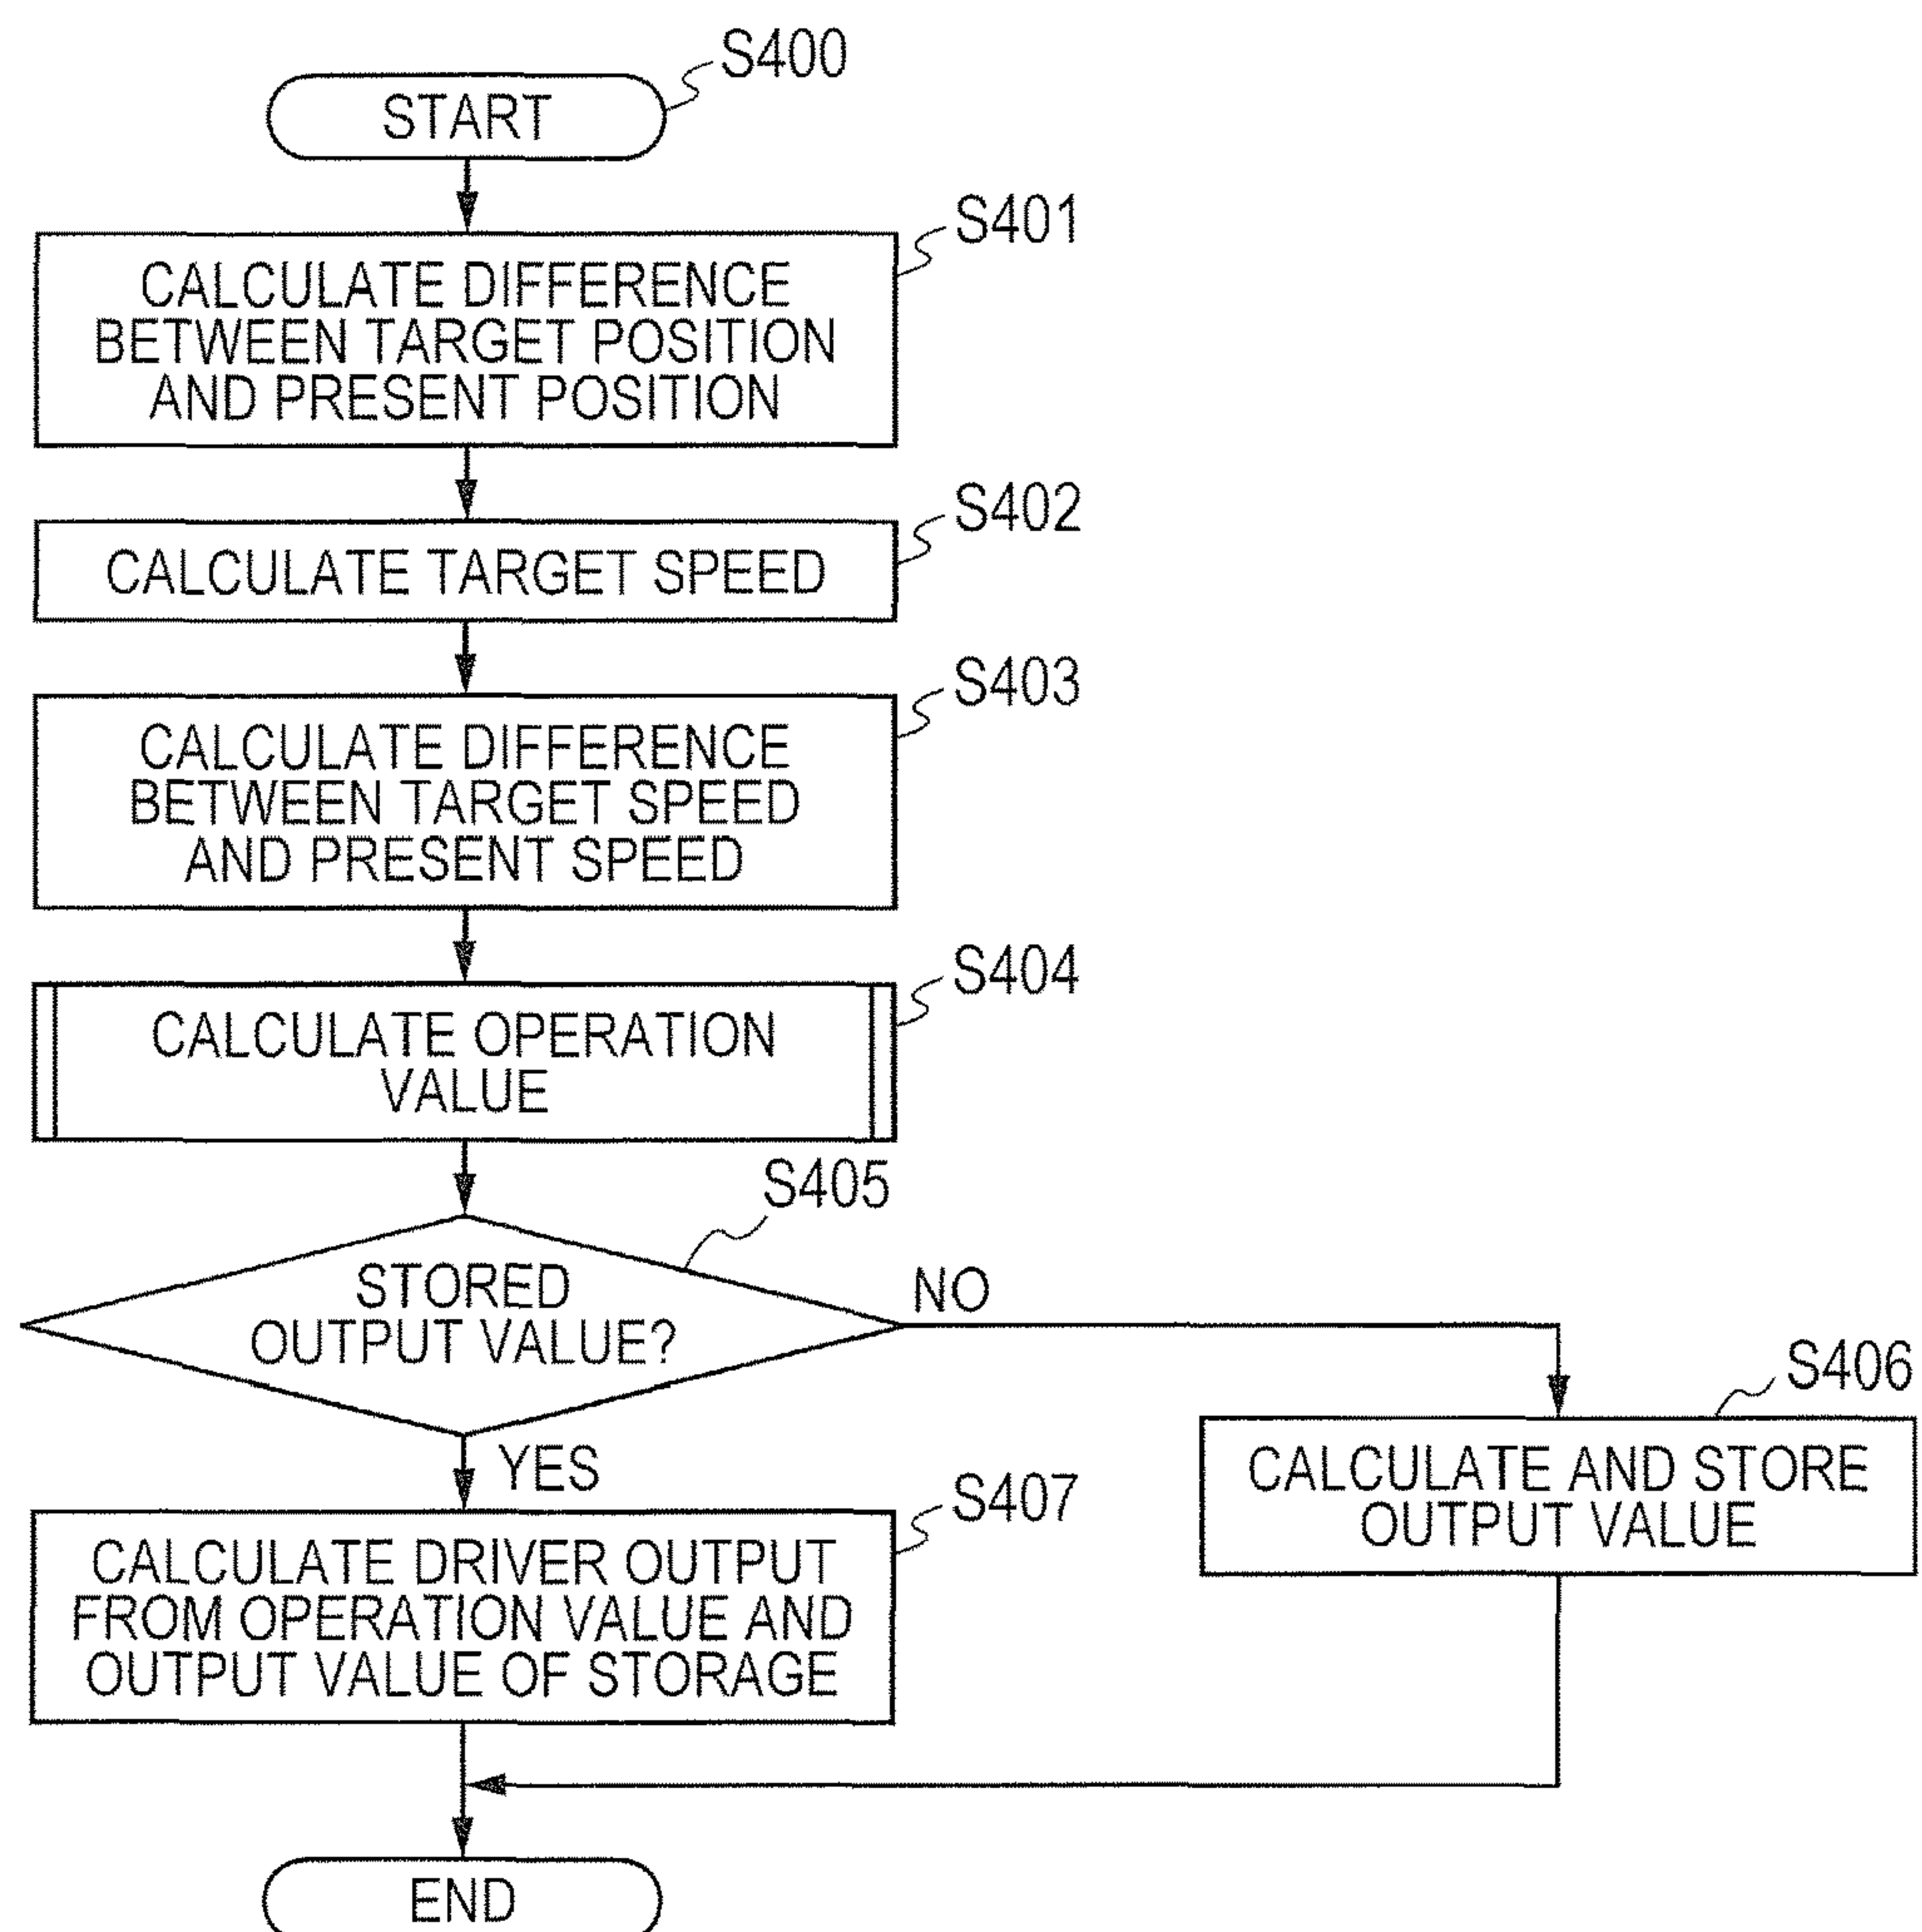 S400
START
S401
CALCULATE DIFFERENCE
BETWEEN TARGET POSITION
AND PRESENT POSITION
S402
CALCULATE TARGET SPEED
S403
CALCULATE DIFFERENCE
BETWEEN TARGET SPEED
AND PRESENT SPEED
S404
CALCULATE OPERATION
VALUE
S405
STORED
OUTPUT VALUE?
NO
S406
CALCULATE AND STORE
OUTPUT VALUE
YES
S407
CALCULATE DRIVER OUTPUT
FROM OPERATION VALUE AND
OUTPUT VALUE OF STORAGE
END